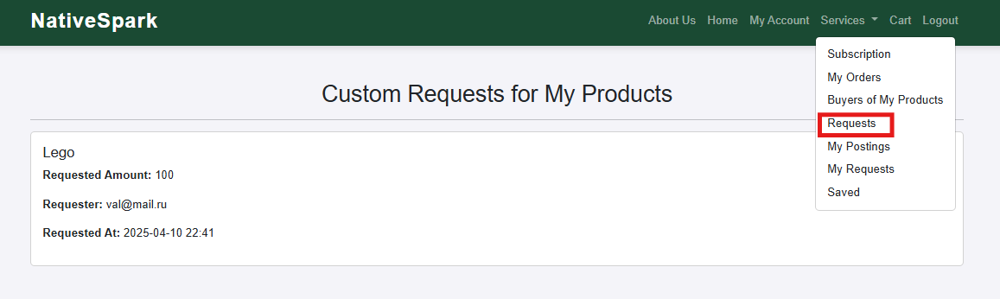 NativeSpark
About Us Home My Account Services Cart Logout
Subscription
My Orders
Buyers of My Products
Requests
My Postings
My Requests
Saved
Custom Requests for My Products
Lego
Requested Amount: 100
Requester: val@mail.ru
Requested At: 2025-04-10 22:41